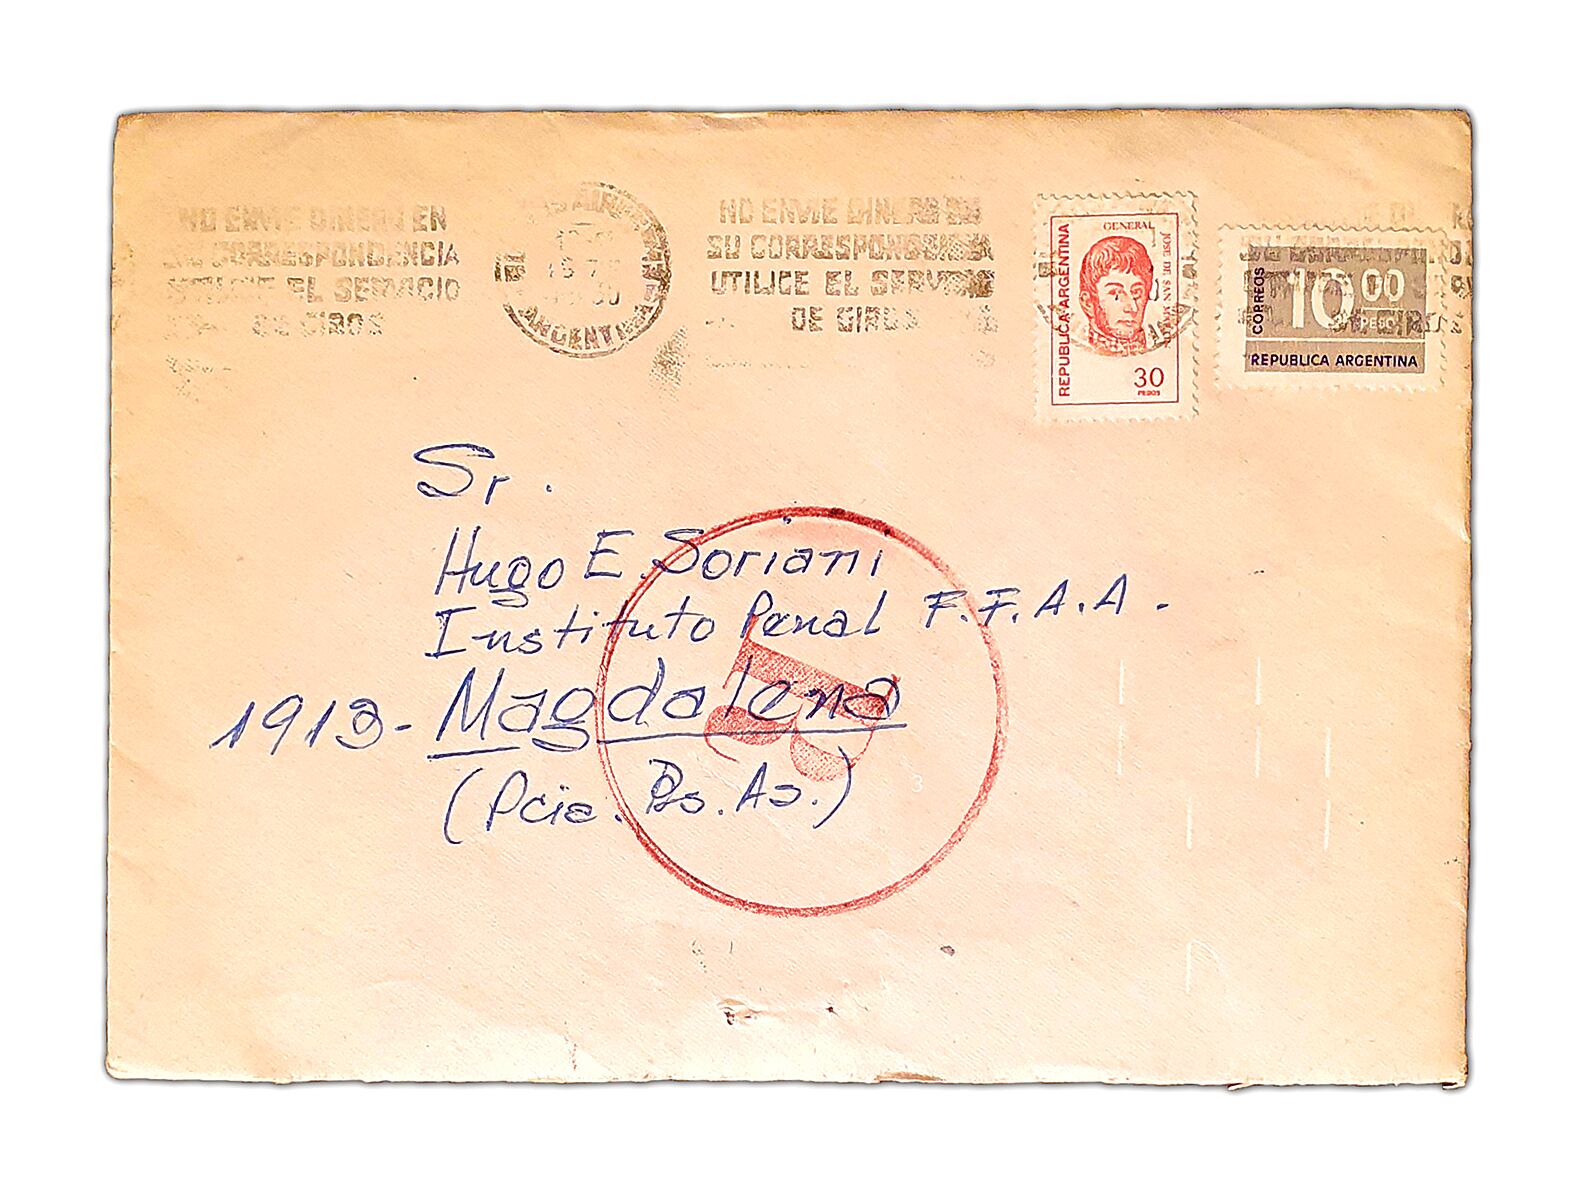 NO ENVIE DINERO EN
SU CORRESPONDENCIA
UTILICE EL SERVICIO
DE GIROS
ARGENTINA
NO ENVIE DINERO EN
SU CORRESPONDENCIA
UTILICE EL SERVICIO
DE GIROS
REPUBLICA ARGENTINA
GENERAL
JOSE DE SAN MARTIN
30
PESOS
CORREOS
10.00
PESOS
REPUBLICA ARGENTINA
Sr.
Hugo E. Soriani
Instituto Penal F.F.A.A.
1913- Magdalena
(Pcia. Bs. As.)